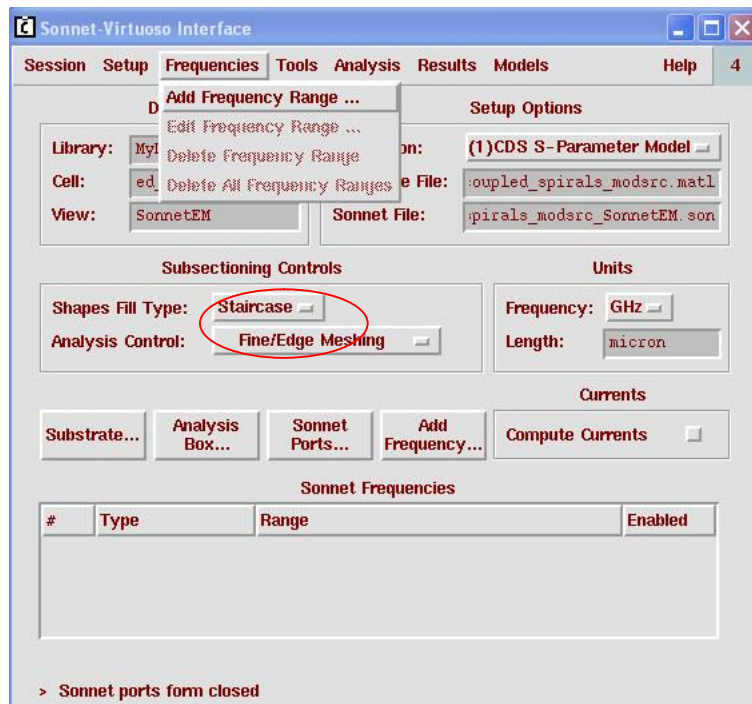 Sonnet-Virtuoso Interface
Session Setup Frequencies Tools Analysis Results Models Help 4
Add Frequency Range ...
Edit Frequency Range ...
Delete Frequency Range
Delete All Frequency Ranges
Setup Options
Library:
(1)CDS S-Parameter Model
Cell: ed_
File: :oupled_spirals_modsrc.matl
View: SonnetEM
Sonnet File: :pirals_modsrc_SonnetEM.son
Subsectioning Controls
Units
Shapes Fill Type: Staircase
Frequency: GHz
Analysis Control: Fine/Edge Meshing
Length: micron
Currents
Substrate...
Analysis Box...
Sonnet Ports...
Add Frequency...
Compute Currents
Sonnet Frequencies
# Type Range Enabled
> Sonnet ports form closed